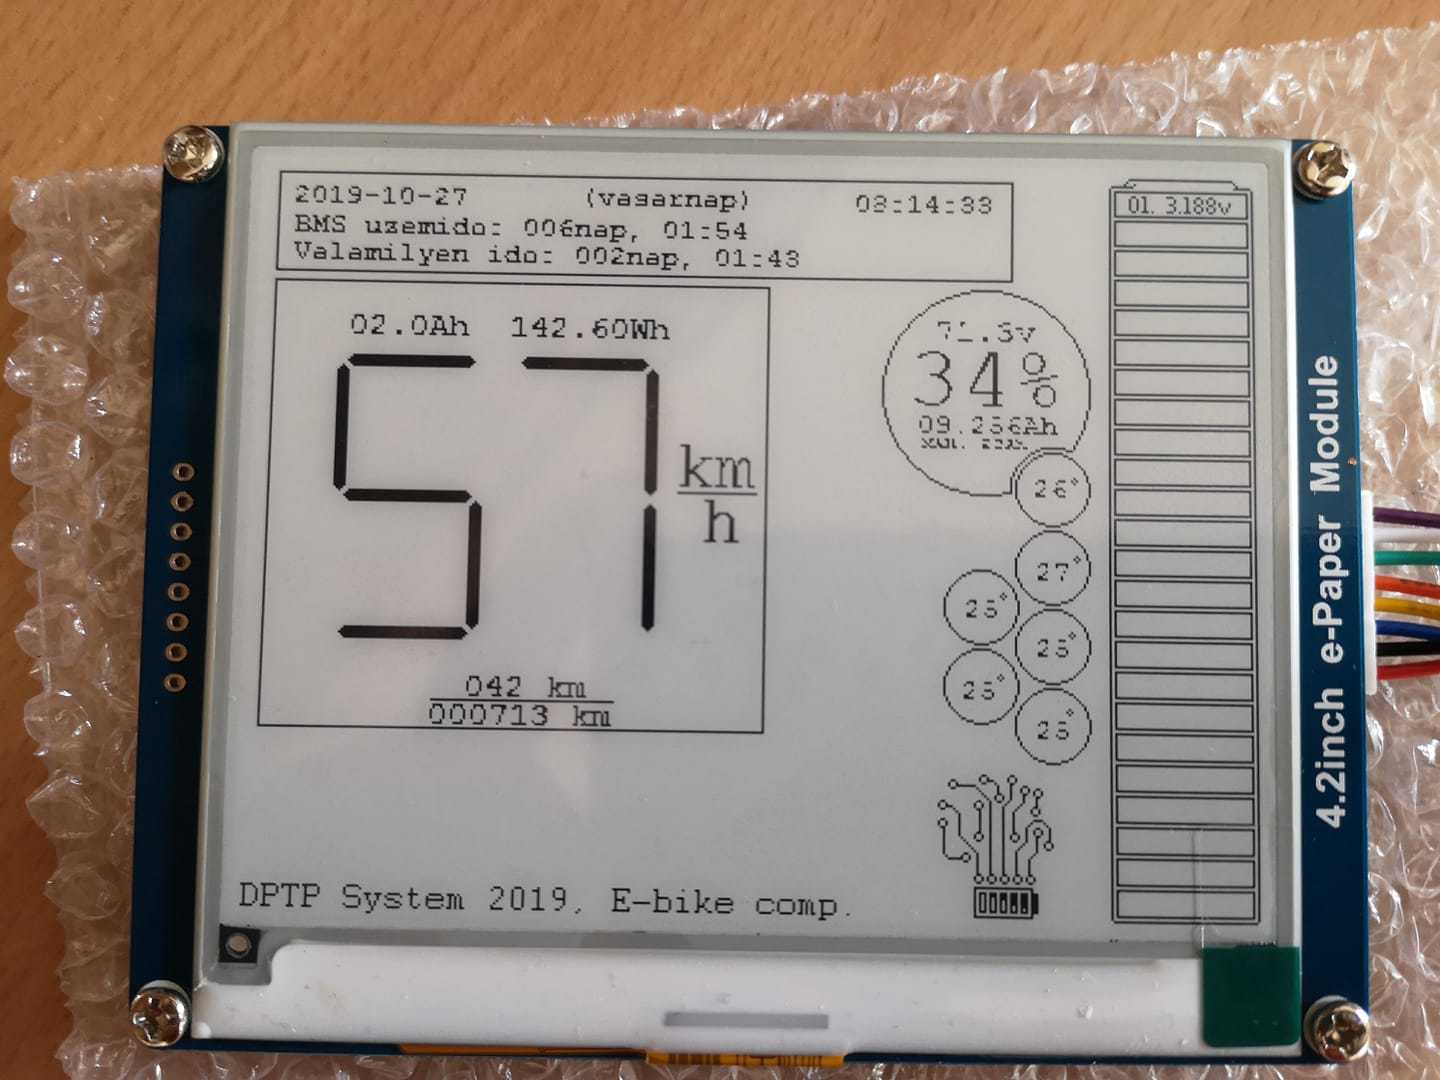 2019-10-27 (vasarnap) 08:14:33
BMS uzemido: 006nap, 01:54
Valamilyen ido: 002nap, 01:43
02.0Ah 142.60Wh
57 km/h
042 km
000713 km
34%
09.256Ah
26°
27°
25°
25°
25°
25°
01. 3.188v
DPTP System 2019, E-bike comp.
4.2inch e-Paper Module